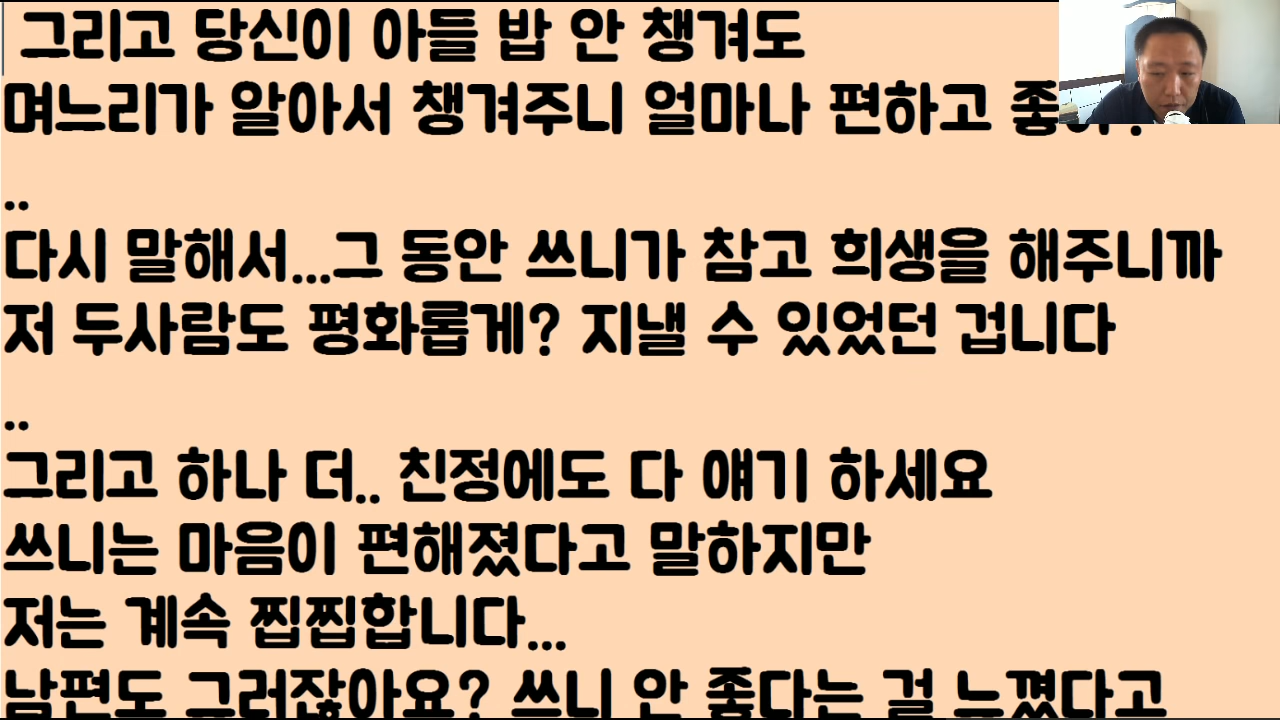 그리고 당신이 아들 밥 안 챙겨도
며느리가 알아서 챙겨주니 얼마나 편하고
..
다시 말해서...그 동안 쓰니가 참고 희생을 해주니까
저 두사람도 평화롭게? 지낼 수 있었던 겁니다
..
그리고 하나 더.. 친정에도 다 얘기 하세요
쓰니는 마음이 편해졌다고 말하지만
저는 계속 찝찝합니다...
남편도 그러잖아요? 쓰니 안 좋다는 걸 느꼈다고